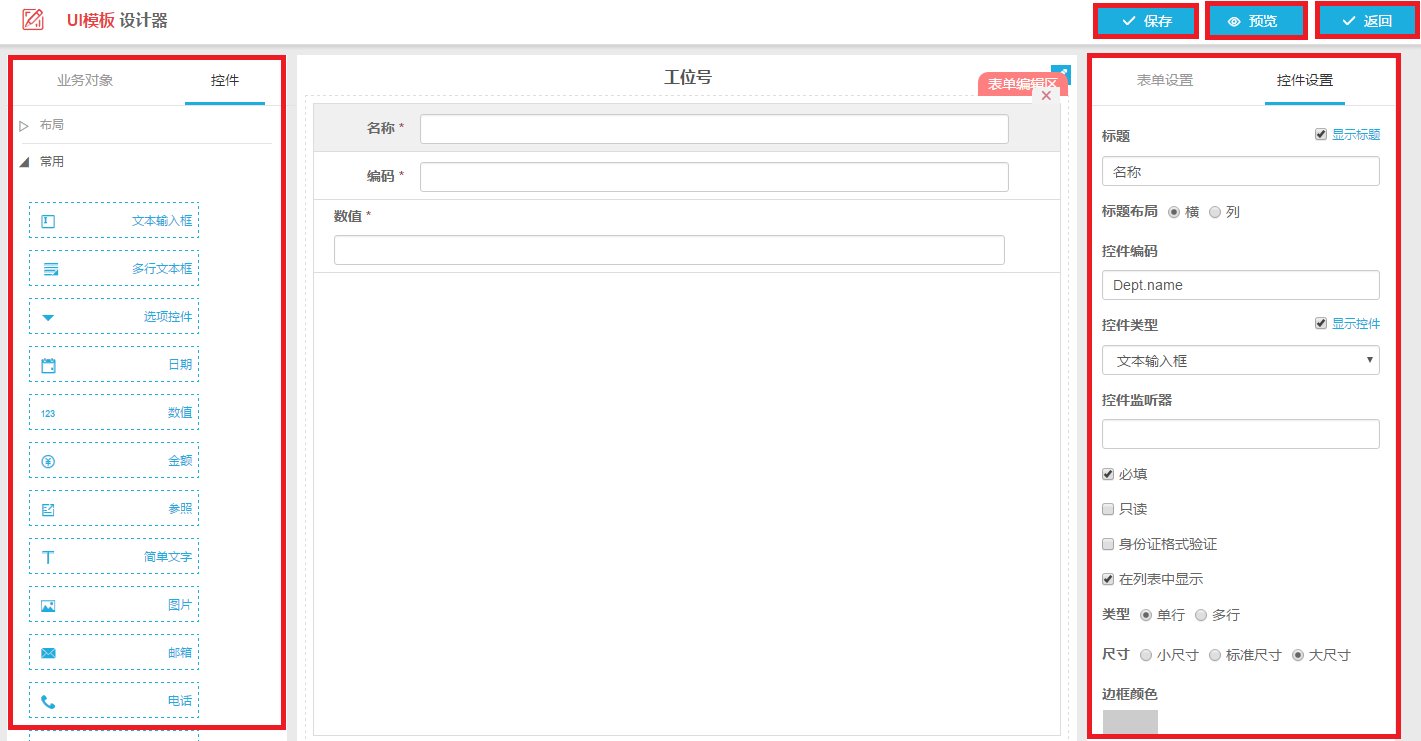 UI模板 设计器
保存
预览
返回
业务对象
控件
布局
常用
文本输入框
多行文本框
选项控件
日期
123
数值
金额
参照
简单文字
图片
邮箱
电话
工位号
表单编辑区
名称 *
编码 *
数值 *
表单设置
控件设置
标题
显示标题
名称
标题布局 横 列
控件编码
Dept.name
控件类型
显示控件
文本输入框
控件监听器
必填
只读
身份证格式验证
在列表中显示
类型 单行 多行
尺寸 小尺寸 标准尺寸 大尺寸
边框颜色